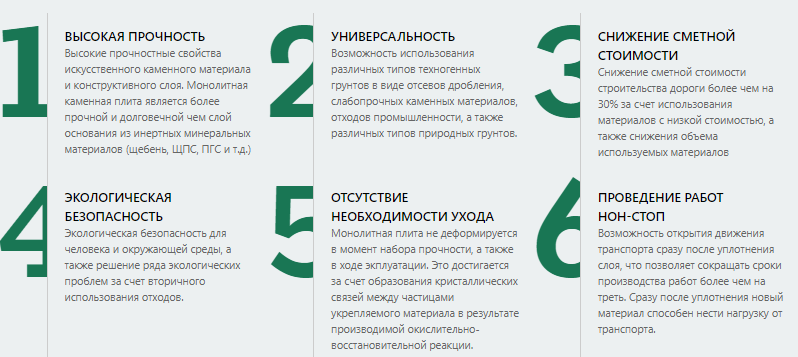 1
ВЫСОКАЯ ПРОЧНОСТЬ
Высокие прочностные свойства
искусственного каменного материала
и конструктивного слоя. Монолитная
каменная плита является более
прочной и долговечной чем слой
основания из инертных минеральных
материалов (щебень, ЩПС, ПГС и т.д.)
2
УНИВЕРСАЛЬНОСТЬ
Возможность использования
различных типов техногенных
грунтов в виде отсевов дробления,
слабопрочных каменных материалов,
отходов промышленности, а также
различных типов природных грунтов.
3
СНИЖЕНИЕ СМЕТНОЙ
СТОИМОСТИ
Снижение сметной стоимости
строительства дороги более чем на
30% за счет использования
материалов с низкой стоимостью, а
также снижения объема
используемых материалов
4
ЭКОЛОГИЧЕСКАЯ
БЕЗОПАСНОСТЬ
Экологическая безопасность для
человека и окружающей среды, а
также решение ряда экологических
проблем за счет вторичного
использования отходов.
5
ОТСУТСТВИЕ
НЕОБХОДИМОСТИ УХОДА
Монолитная плита не деформируется
в момент набора прочности, а также
в ходе экплуатации. Это достигается
за счет образования кристаллических
связей между частицами
укрепляемого материала в результате
производимой окислительно-
восстановительной реакции.
6
ПРОВЕДЕНИЕ РАБОТ
НОН-СТОП
Возможность открытия движения
транспорта сразу после уплотнения
слоя, что позволяет сокращать сроки
производства работ более чем на
треть. Сразу после уплотнения новый
материал способен нести нагрузку от
транспорта.